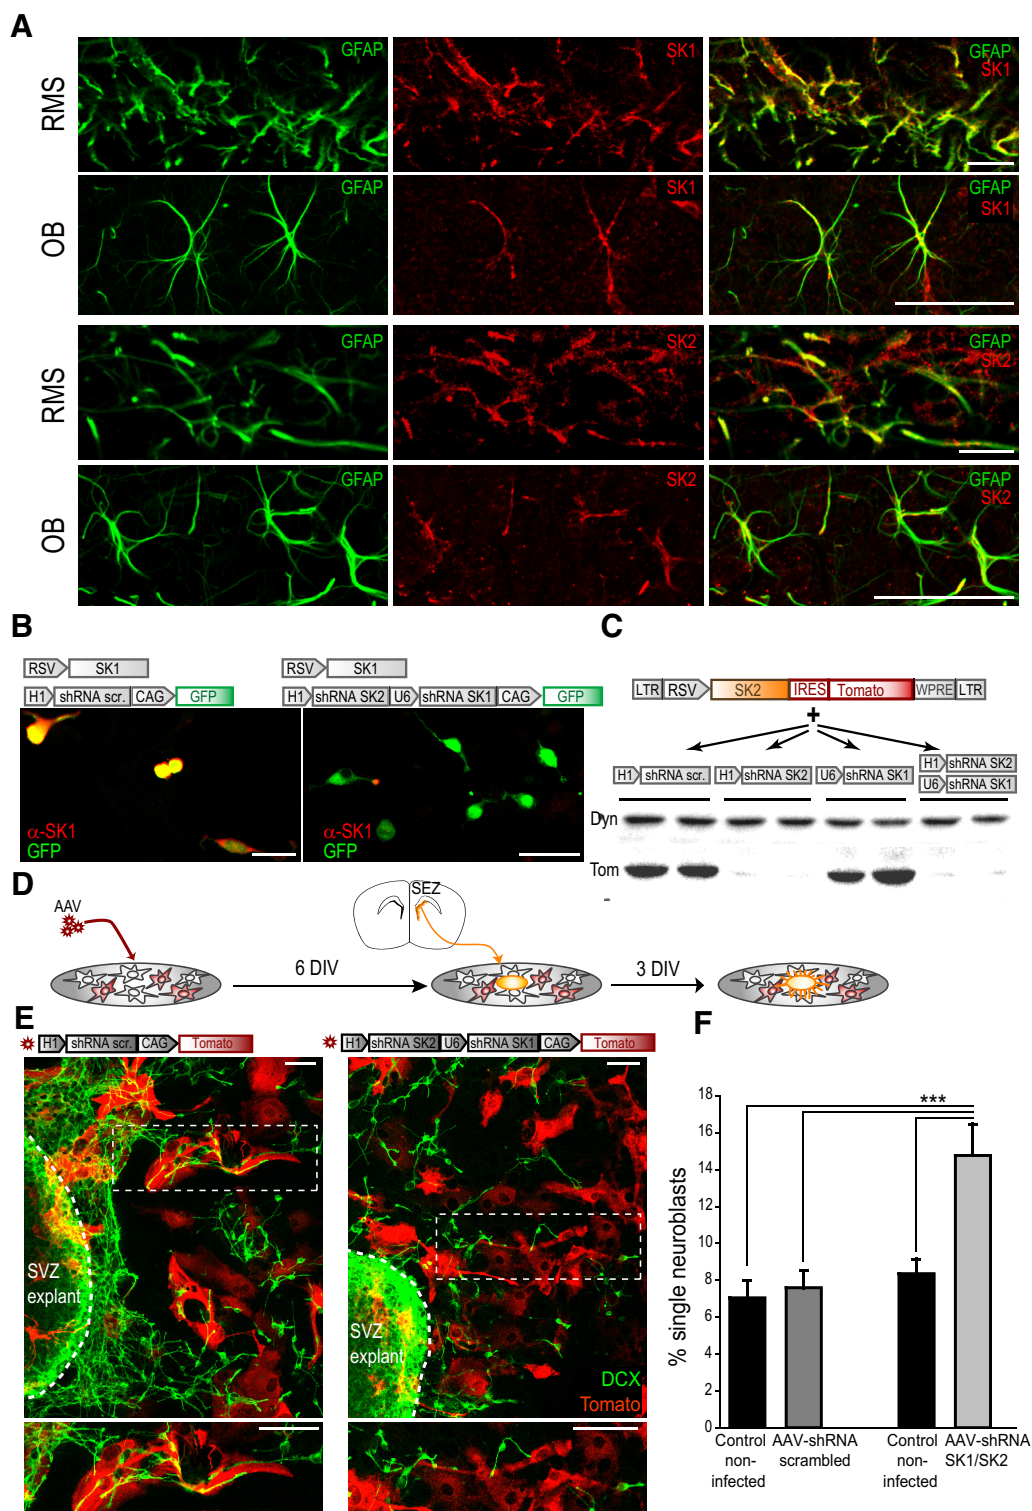 A
RMS
GFAP
SK1
GFAP
SK1
OB
GFAP
SK1
GFAP
SK1
RMS
GFAP
SK2
GFAP
SK2
OB
GFAP
SK2
GFAP
SK2
B
RSV SK1
H1 shRNA scr. CAG GFP
α-SK1
GFP
RSV SK1
H1 shRNA SK2 U6 shRNA SK1 CAG GFP
α-SK1
GFP
C
LTR RSV SK2 IRES Tomato WPRE LTR
+
H1 shRNA scr.
H1 shRNA SK2
U6 shRNA SK1
H1 shRNA SK2
U6 shRNA SK1
Dyn
Tom
D
AAV
6 DIV
SEZ
3 DIV
E
H1 shRNA scr. CAG Tomato
SVZ
explant
H1 shRNA SK2 U6 shRNA SK1 CAG Tomato
SVZ
explant
DCX
Tomato
F
% single neuroblasts
18
16
14
12
10
8
6
4
2
0
***
Control
non-
infected
AAV-shRNA
scrambled
Control
non-
infected
AAV-shRNA
SK1/SK2